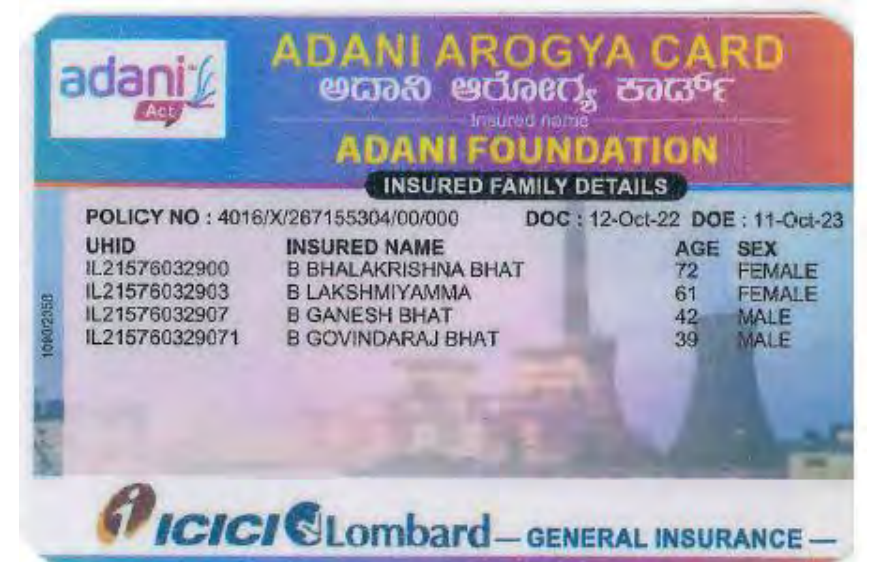 adani
Act
ADANI AROGYA CARD
ಅದಾನಿ ಆರೋಗ್ಯ ಕಾರ್ಡ್
Insured name
ADANI FOUNDATION
INSURED FAMILY DETAILS
POLICY NO : 4016/X/267155304/00/000 DOC : 12-Oct-22 DOE : 11-Oct-23
UHID INSURED NAME AGE SEX
IL21576032900 B BHALAKRISHNA BHAT 72 FEMALE
IL21576032903 B LAKSHMIYAMMA 61 FEMALE
IL21576032907 B GANESH BHAT 42 MALE
IL215760329071 B GOVINDARAJ BHAT 39 MALE
ICICI Lombard — GENERAL INSURANCE —